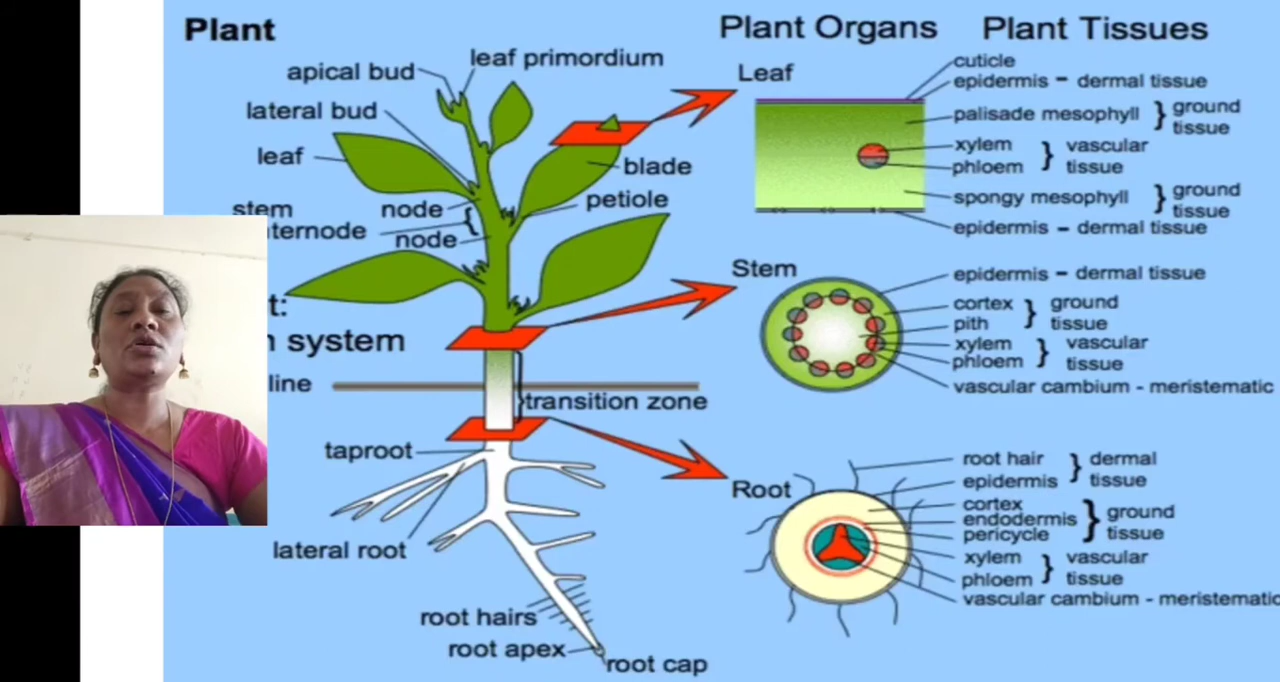 Plant
Plant Organs
Plant Tissues
apical bud
leaf primordium
lateral bud
leaf
blade
node
petiole
stem
ternode
node
t:
system
line
transition zone
taproot
lateral root
root hairs
root apex
root cap
Leaf
cuticle
epidermis - dermal tissue
palisade mesophyll } ground
tissue
xylem } vascular
phloem tissue
spongy mesophyll } ground
tissue
epidermis - dermal tissue
Stem
epidermis - dermal tissue
cortex } ground
pith tissue
xylem } vascular
phloem tissue
vascular cambium - meristematic
Root
root hair } dermal
epidermis tissue
cortex
endodermis } ground
pericycle tissue
xylem } vascular
phloem tissue
vascular cambium - meristematic